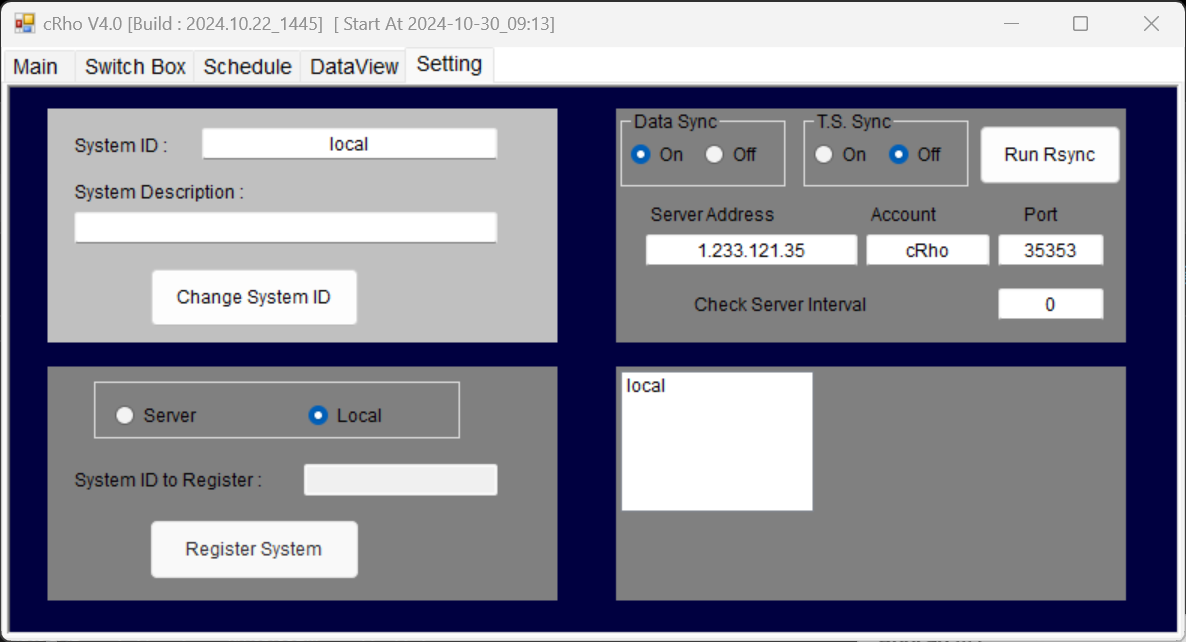 cRho V4.0 [Build : 2024.10.22_1445]  [ Start At 2024-10-30_09:13]
Main Switch Box Schedule DataView Setting
System ID : local
System Description :
Change System ID
Data Sync
On Off
T.S. Sync
On Off
Run Rsync
Server Address Account Port
1.233.121.35 cRho 35353
Check Server Interval 0
Server Local
System ID to Register :
Register System
local